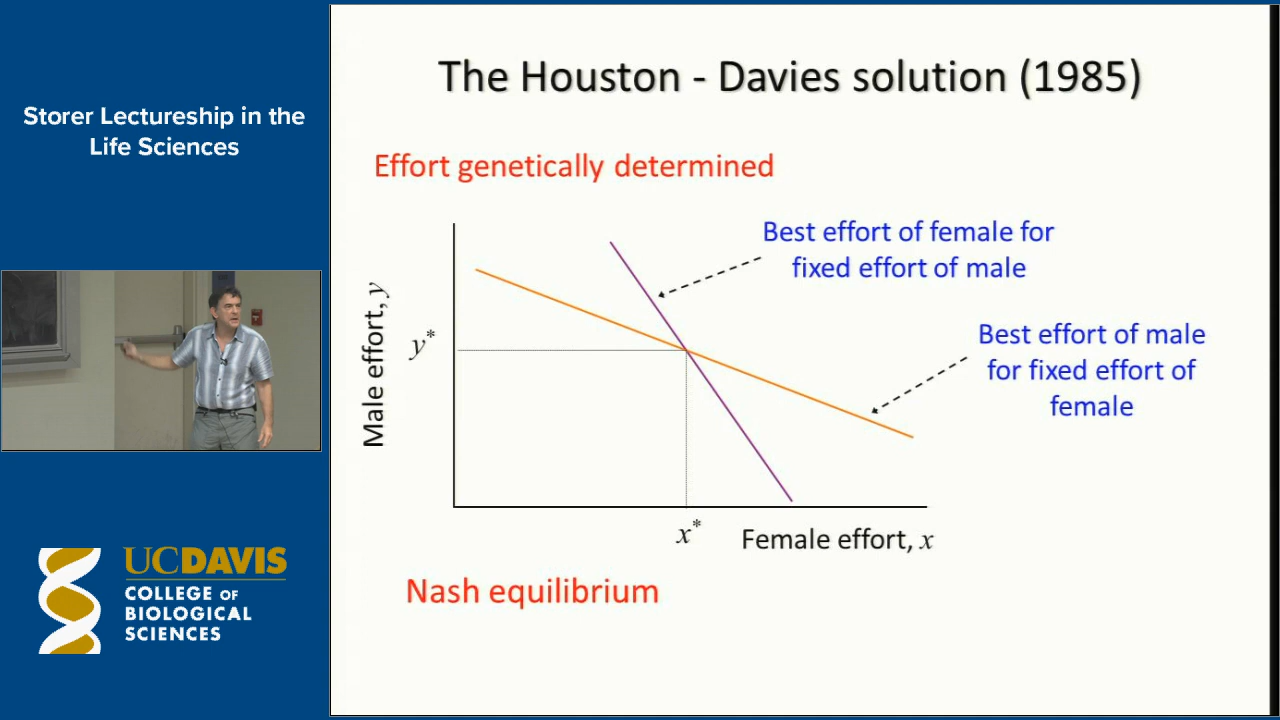 Storer Lectureship in the
Life Sciences
UCDAVIS
COLLEGE OF
BIOLOGICAL
SCIENCES
The Houston - Davies solution (1985)
Effort genetically determined
Best effort of female for
fixed effort of male
Best effort of male
for fixed effort of
female
Male effort, y
y*
x*
Female effort, x
Nash equilibrium